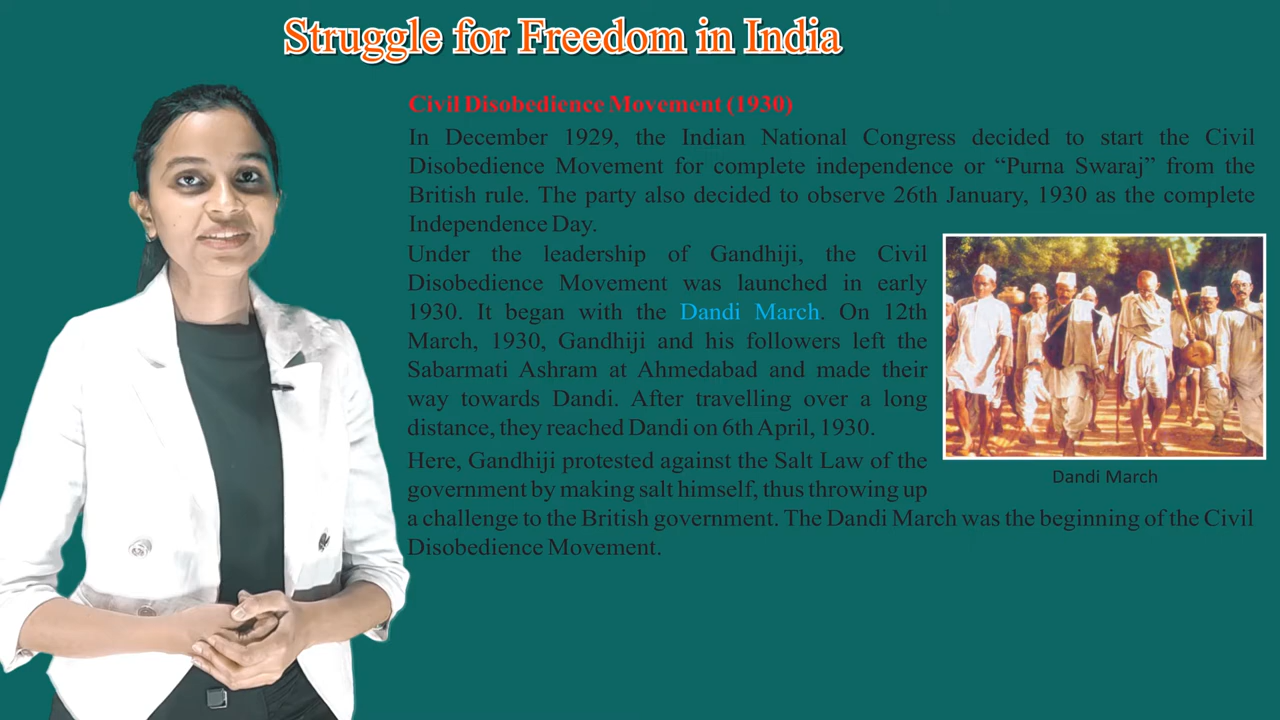 Struggle for Freedom in India
Civil Disobedience Movement (1930)
In December 1929, the Indian National Congress decided to start the Civil
Disobedience Movement for complete independence or “Purna Swaraj” from the
British rule. The party also decided to observe 26th January, 1930 as the complete
Independence Day.
Under the leadership of Gandhiji, the Civil
Disobedience Movement was launched in early
1930. It began with the Dandi March. On 12th
March, 1930, Gandhiji and his followers left the
Sabarmati Ashram at Ahmedabad and made their
way towards Dandi. After travelling over a long
distance, they reached Dandi on 6th April, 1930.
Here, Gandhiji protested against the Salt Law of the
government by making salt himself, thus throwing up
a challenge to the British government. The Dandi March was the beginning of the Civil
Disobedience Movement.
Dandi March